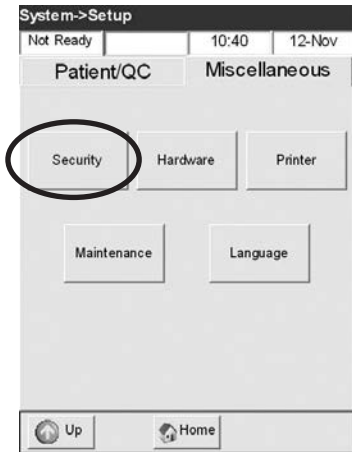 System->Setup
Not Ready 10:40 12-Nov
Patient/QC Miscellaneous
Security Hardware Printer
Maintenance Language
Up Home